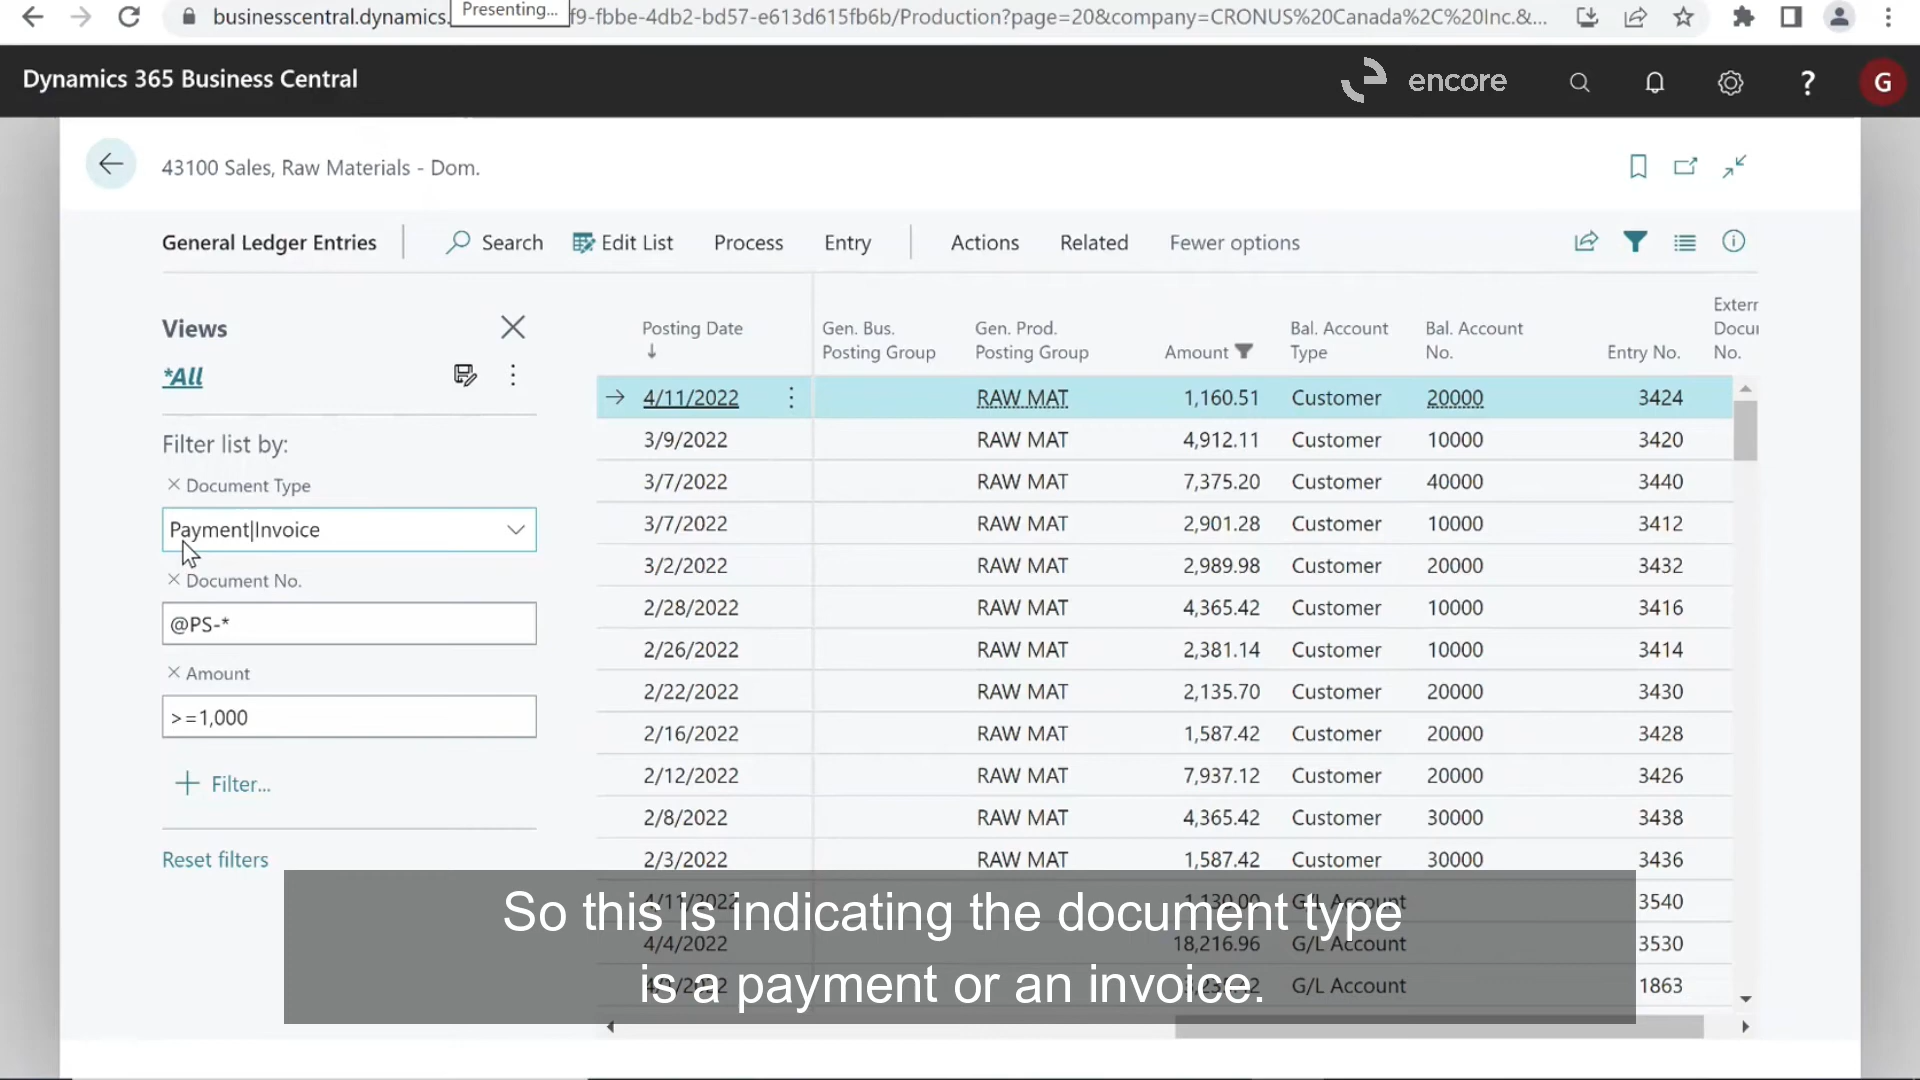 Presenting...
businesscentral.dynamics. f9-fbbe-4db2-bd57-e613d615fb6b/Production?page=20&company=CRONUS%20Canada%2C%20Inc.&...
Dynamics 365 Business Central
encore
?
G
43100 Sales, Raw Materials - Dom.
General Ledger Entries
Search
Edit List
Process
Entry
Actions
Related
Fewer options
Views
*All
Filter list by:
× Document Type
Payment|Invoice
× Document No.
@PS-*
× Amount
>=1,000
+ Filter...
Reset filters
Posting Date ↓
Gen. Bus. Posting Group
Gen. Prod. Posting Group
Amount
Bal. Account Type
Bal. Account No.
Entry No.
Extern Docu No.
4/11/2022 RAW MAT 1,160.51 Customer 20000 3424
3/9/2022 RAW MAT 4,912.11 Customer 10000 3420
3/7/2022 RAW MAT 7,375.20 Customer 40000 3440
3/7/2022 RAW MAT 2,901.28 Customer 10000 3412
3/2/2022 RAW MAT 2,989.98 Customer 20000 3432
2/28/2022 RAW MAT 4,365.42 Customer 10000 3416
2/26/2022 RAW MAT 2,381.14 Customer 10000 3414
2/22/2022 RAW MAT 2,135.70 Customer 20000 3430
2/16/2022 RAW MAT 1,587.42 Customer 20000 3428
2/12/2022 RAW MAT 7,937.12 Customer 20000 3426
2/8/2022 RAW MAT 4,365.42 Customer 30000 3438
2/3/2022 RAW MAT 1,587.42 Customer 30000 3436
4/11/2022 1,130.00 G/L Account 3540
4/4/2022 18,216.96 G/L Account 3530
G/L Account 1863
So this is indicating the document type
is a payment or an invoice.